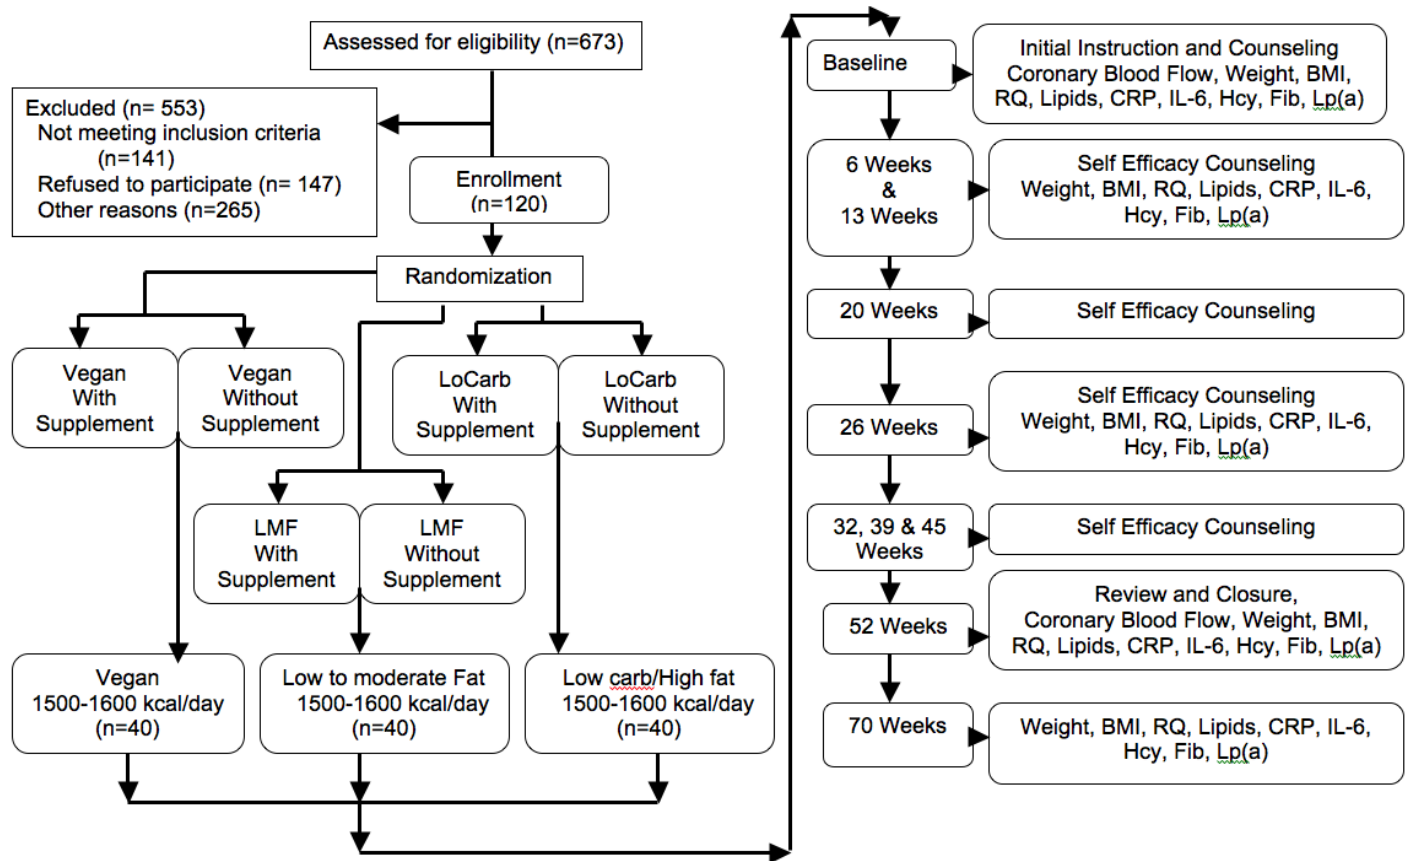 Assessed for eligibility (n=673)
Excluded (n= 553)
Not meeting inclusion criteria
(n=141)
Refused to participate (n= 147)
Other reasons (n=265)
Enrollment
(n=120)
Randomization
Vegan
With
Supplement
Vegan
Without
Supplement
LoCarb
With
Supplement
LoCarb
Without
Supplement
LMF
With
Supplement
LMF
Without
Supplement
Vegan
1500-1600 kcal/day
(n=40)
Low to moderate Fat
1500-1600 kcal/day
(n=40)
Low carb/High fat
1500-1600 kcal/day
(n=40)
Baseline
Initial Instruction and Counseling
Coronary Blood Flow, Weight, BMI,
RQ, Lipids, CRP, IL-6, Hcy, Fib, Lp(a)
6 Weeks
&
13 Weeks
Self Efficacy Counseling
Weight, BMI, RQ, Lipids, CRP, IL-6,
Hcy, Fib, Lp(a)
20 Weeks
Self Efficacy Counseling
26 Weeks
Self Efficacy Counseling
Weight, BMI, RQ, Lipids, CRP, IL-6,
Hcy, Fib, Lp(a)
32, 39 & 45
Weeks
Self Efficacy Counseling
52 Weeks
Review and Closure,
Coronary Blood Flow, Weight, BMI,
RQ, Lipids, CRP, IL-6, Hcy, Fib, Lp(a)
70 Weeks
Weight, BMI, RQ, Lipids, CRP, IL-6,
Hcy, Fib, Lp(a)